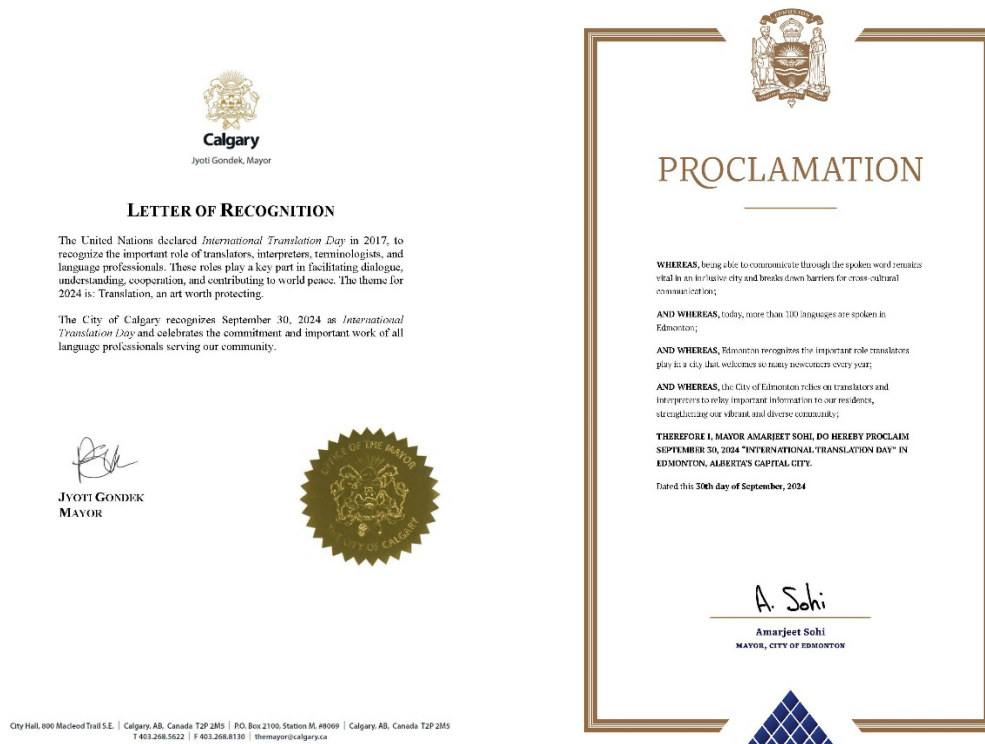 Calgary
Jyoti Gondek, Mayor
LETTER OF RECOGNITION
The United Nations declared International Translation Day in 2017, to
recognize the important role of translators, interpreters, terminologists, and
language professionals. These roles play a key part in facilitating dialogue,
understanding, cooperation, and contributing to world peace. The theme for
2024 is: Translation, an art worth protecting.
The City of Calgary recognizes September 30, 2024 as International
Translation Day and celebrates the commitment and important work of all
language professionals serving our community.
JYOTI GONDEK
MAYOR
OFFICE OF THE MAYOR
THE CITY OF CALGARY
City Hall, 800 Macleod Trail S.E. | Calgary, AB, Canada T2P 2M5 | P.O. Box 2100, Station M, #8069 | Calgary, AB, Canada T2P 2M5
T 403.268.5622 | F 403.268.8130 | themayor@calgary.ca
EDMONTON
PROCLAMATION
WHEREAS, being able to communicate through the spoken word remains
vital in an inclusive city and breaks down barriers for cross-cultural
communication;
AND WHEREAS, today, more than 100 languages are spoken in
Edmonton;
AND WHEREAS, Edmonton recognizes the important role translators
play in a city that welcomes so many newcomers every year;
AND WHEREAS, the City of Edmonton relies on translators and
interpreters to relay important information to our residents,
strengthening our vibrant and diverse community;
THEREFORE I, MAYOR AMARJEET SOHI, DO HEREBY PROCLAIM
SEPTEMBER 30, 2024 "INTERNATIONAL TRANSLATION DAY" IN
EDMONTON, ALBERTA'S CAPITAL CITY.
Dated this 30th day of September, 2024
A. Sohi
Amarjeet Sohi
MAYOR, CITY OF EDMONTON